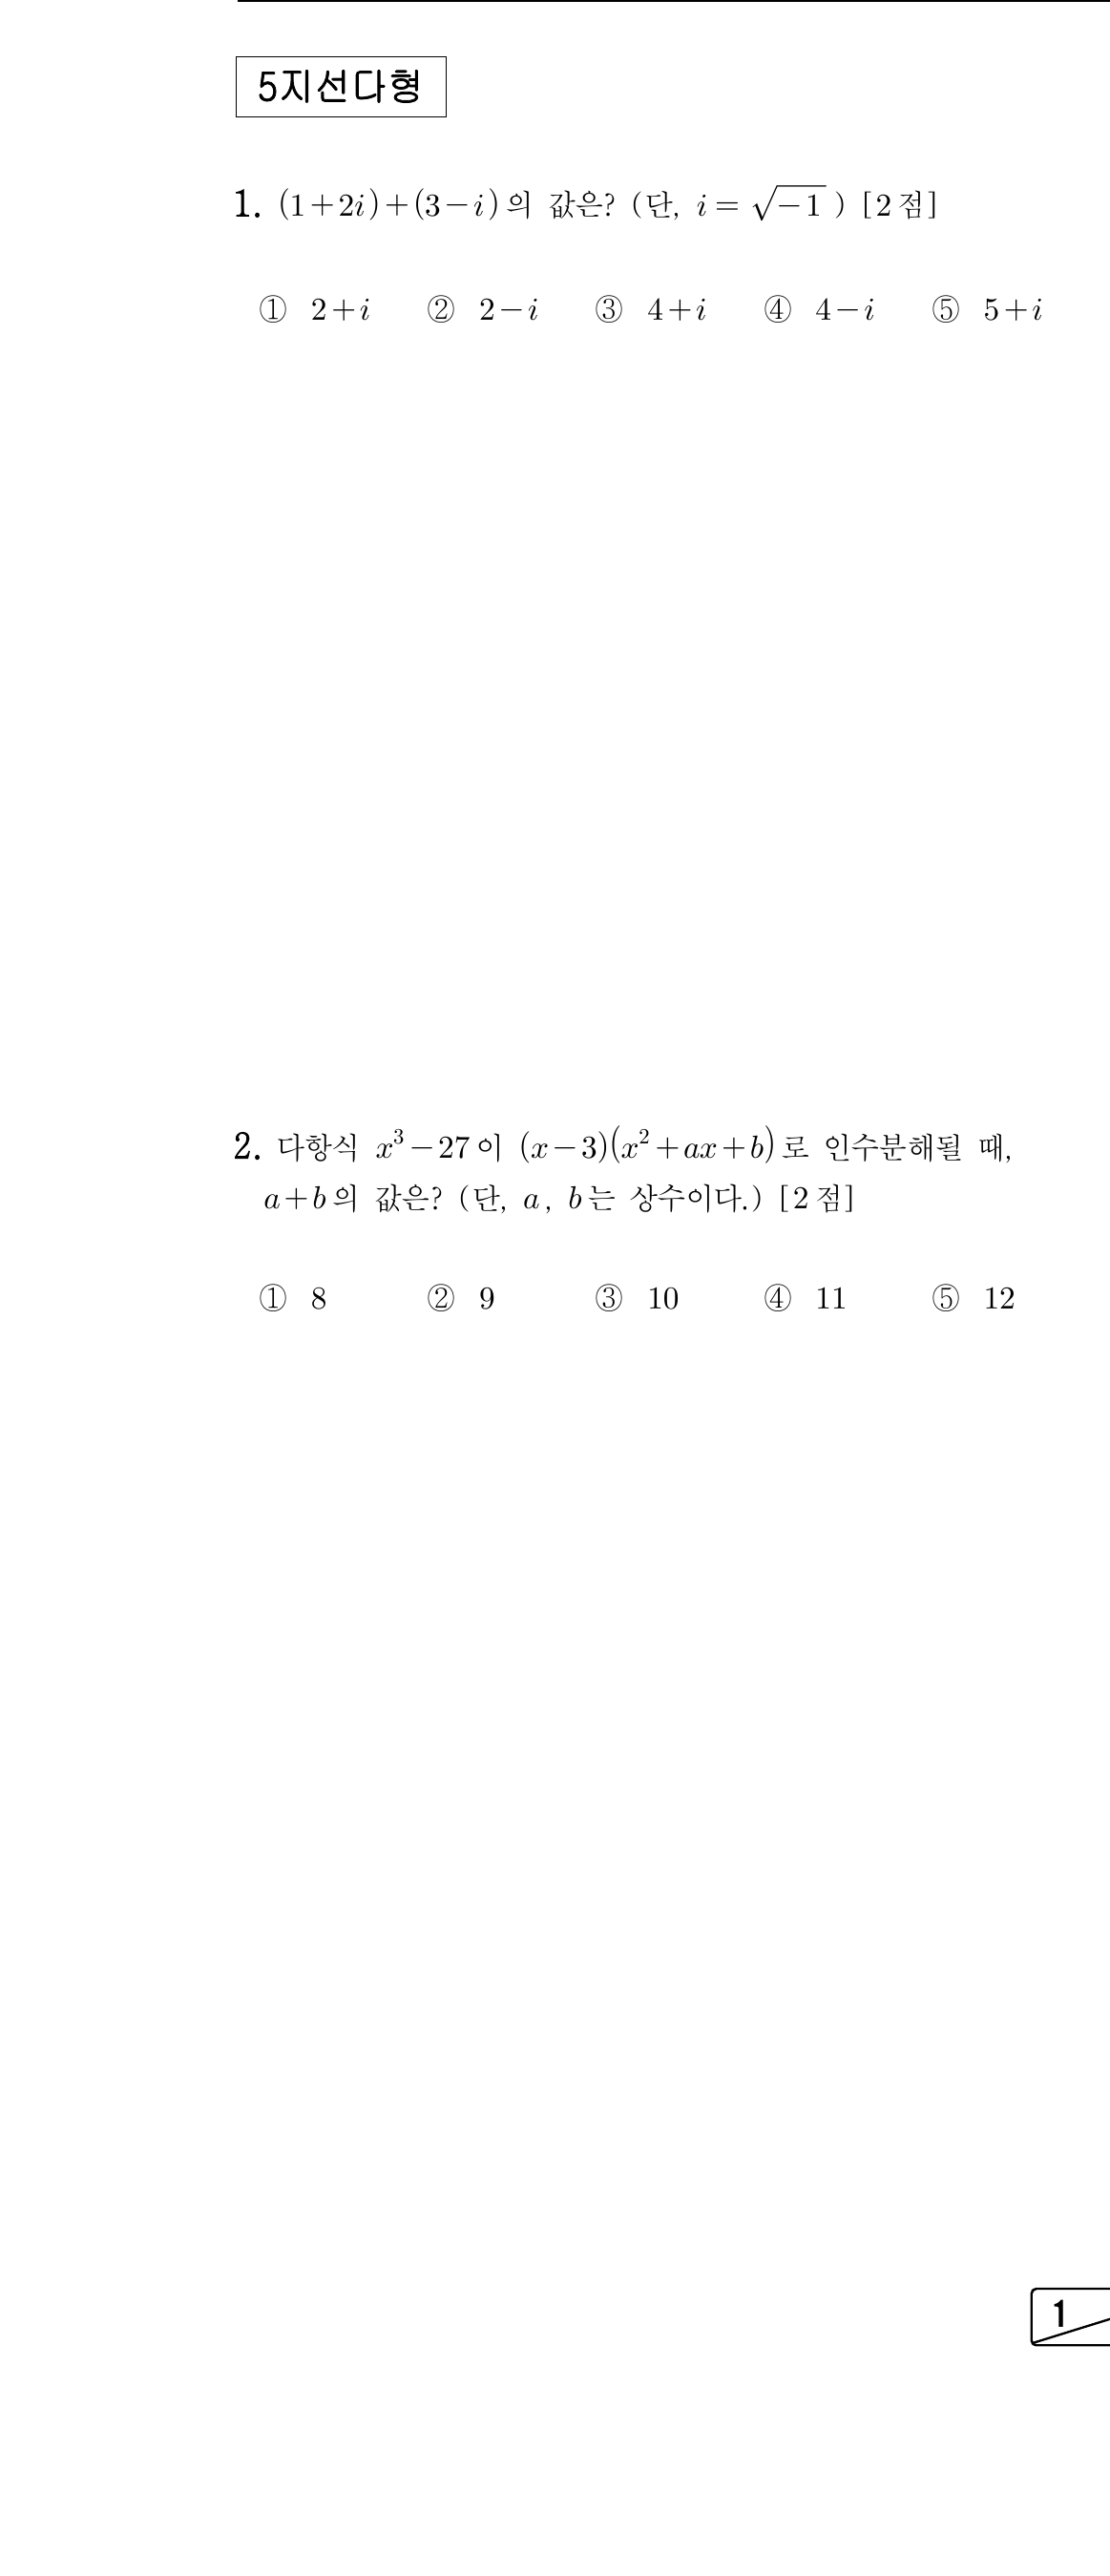 5지선다형
1. (1+2i)+(3−i)의 값은? (단, i = √−1 ) [2점]
① 2+i ② 2−i ③ 4+i ④ 4−i ⑤ 5+i
2. 다항식 x³−27이 (x−3)(x²+ax+b)로 인수분해될 때,
a+b의 값은? (단, a, b는 상수이다.) [2점]
① 8 ② 9 ③ 10 ④ 11 ⑤ 12
1